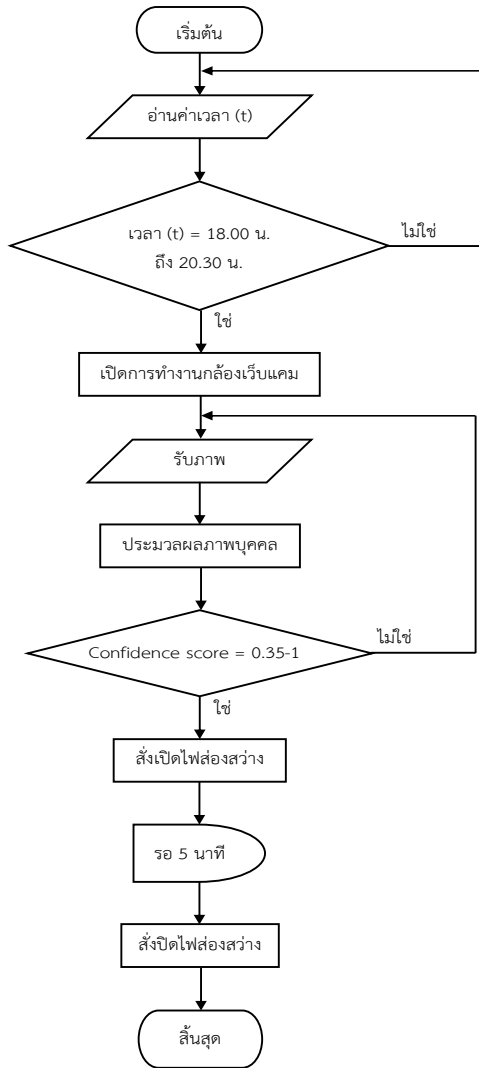 เริ่มต้น
อ่านค่าเวลา (t)
เวลา (t) = 18.00 น.
ถึง 20.30 น.
ไม่ใช่
ใช่
เปิดการทำงานกล้องเว็บแคม
รับภาพ
ประมวลผลภาพบุคคล
Confidence score = 0.35-1
ไม่ใช่
ใช่
สั่งเปิดไฟส่องสว่าง
รอ 5 นาที
สั่งปิดไฟส่องสว่าง
สิ้นสุด